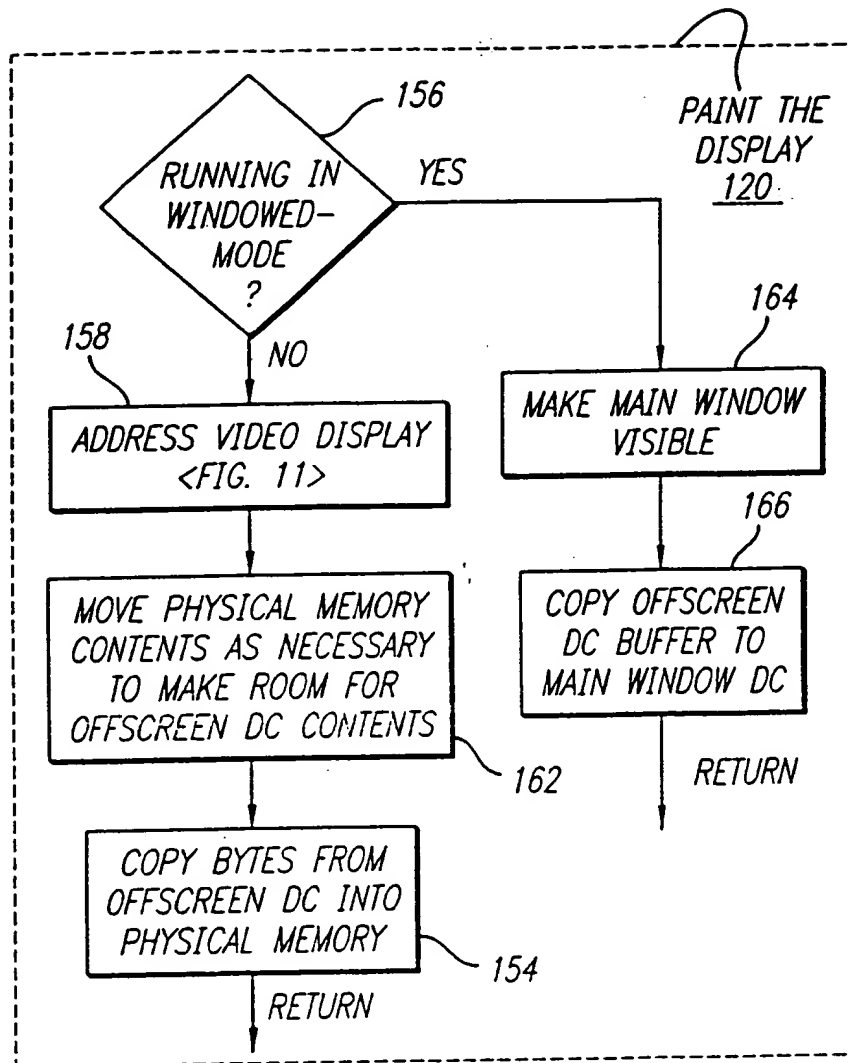 PAINT THE
DISPLAY
120
156
RUNNING IN
WINDOWED-
MODE
?
YES
NO
158
ADDRESS VIDEO DISPLAY
<FIG. 11>
164
MAKE MAIN WINDOW
VISIBLE
MOVE PHYSICAL MEMORY
CONTENTS AS NECESSARY
TO MAKE ROOM FOR
OFFSCREEN DC CONTENTS
162
166
COPY OFFSCREEN
DC BUFFER TO
MAIN WINDOW DC
RETURN
COPY BYTES FROM
OFFSCREEN DC INTO
PHYSICAL MEMORY
154
RETURN